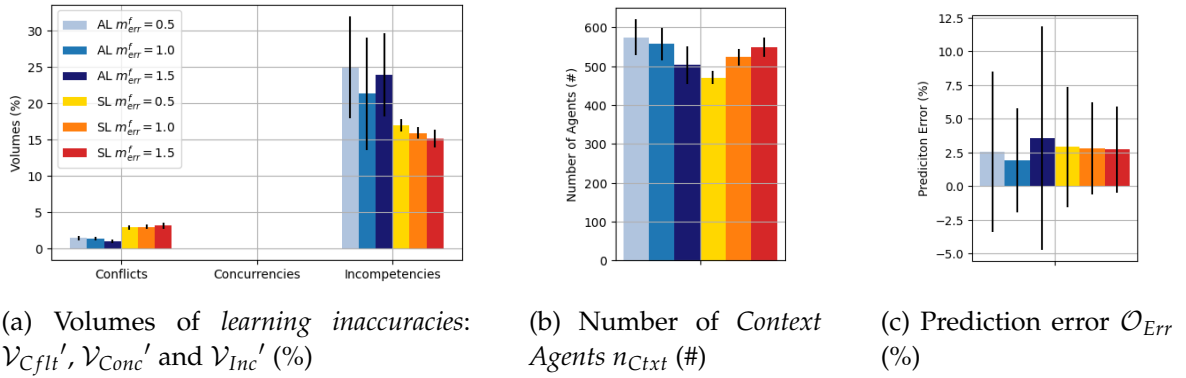 30
25
20
15
10
5
0
Volumes (%)
AL m^f_err = 0.5
AL m^f_err = 1.0
AL m^f_err = 1.5
SL m^f_err = 0.5
SL m^f_err = 1.0
SL m^f_err = 1.5
Conflicts Concurrencies Incompetencies
600
500
400
300
200
100
0
Number of Agents (#)
12.5
10.0
7.5
5.0
2.5
0.0
−2.5
−5.0
Prediciton Error (%)
(a) Volumes of learning inaccuracies:
𝒱_Cflt′, 𝒱_Conc′ and 𝒱_Inc′ (%)
(b) Number of Context
Agents n_Ctxt (#)
(c) Prediction error 𝒪_Err
(%)